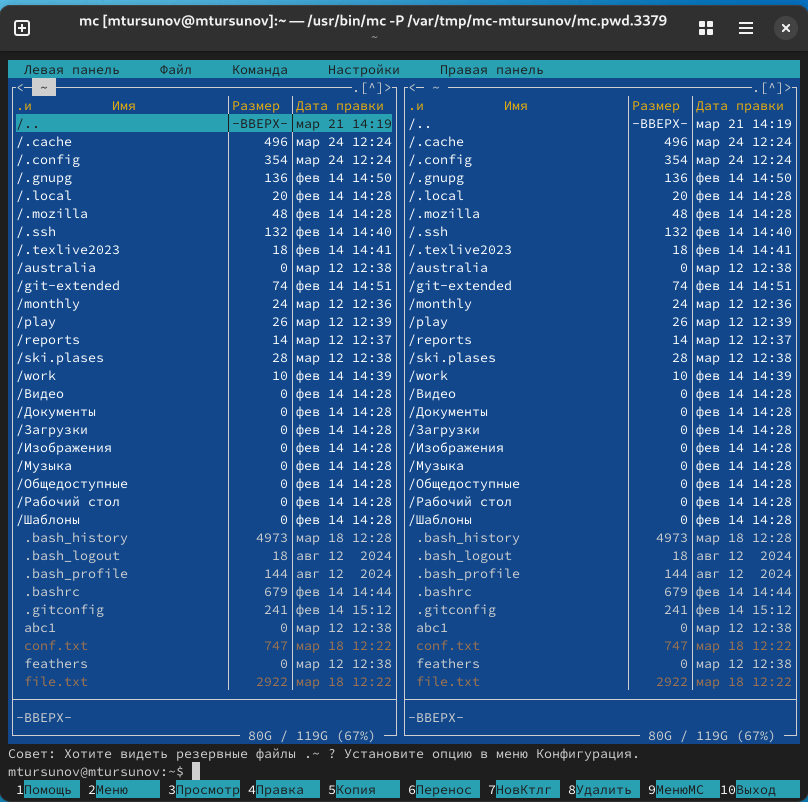 mc [mtursunov@mtursunov]:~ — /usr/bin/mc -P /var/tmp/mc-mtursunov/mc.pwd.3379
~
Левая панель Файл Команда Настройки Правая панель
<─ ~ .[^]> <─ ~ .[^]>
.и Имя Размер Дата правки .и Имя Размер Дата правки
/.. -ВВЕРХ- мар 21 14:19 /.. -ВВЕРХ- мар 21 14:19
/.cache 496 мар 24 12:24 /.cache 496 мар 24 12:24
/.config 354 мар 24 12:24 /.config 354 мар 24 12:24
/.gnupg 136 фев 14 14:50 /.gnupg 136 фев 14 14:50
/.local 20 фев 14 14:28 /.local 20 фев 14 14:28
/.mozilla 48 фев 14 14:28 /.mozilla 48 фев 14 14:28
/.ssh 132 фев 14 14:40 /.ssh 132 фев 14 14:40
/.texlive2023 18 фев 14 14:41 /.texlive2023 18 фев 14 14:41
/australia 0 мар 12 12:38 /australia 0 мар 12 12:38
/git-extended 74 фев 14 14:51 /git-extended 74 фев 14 14:51
/monthly 24 мар 12 12:36 /monthly 24 мар 12 12:36
/play 26 мар 12 12:39 /play 26 мар 12 12:39
/reports 14 мар 12 12:37 /reports 14 мар 12 12:37
/ski.plases 28 мар 12 12:38 /ski.plases 28 мар 12 12:38
/work 10 фев 14 14:39 /work 10 фев 14 14:39
/Видео 0 фев 14 14:28 /Видео 0 фев 14 14:28
/Документы 0 фев 14 14:28 /Документы 0 фев 14 14:28
/Загрузки 0 фев 14 14:28 /Загрузки 0 фев 14 14:28
/Изображения 0 фев 14 14:28 /Изображения 0 фев 14 14:28
/Музыка 0 фев 14 14:28 /Музыка 0 фев 14 14:28
/Общедоступные 0 фев 14 14:28 /Общедоступные 0 фев 14 14:28
/Рабочий стол 0 фев 14 14:28 /Рабочий стол 0 фев 14 14:28
/Шаблоны 0 фев 14 14:28 /Шаблоны 0 фев 14 14:28
.bash_history 4973 мар 18 12:28 .bash_history 4973 мар 18 12:28
.bash_logout 18 авг 12 2024 .bash_logout 18 авг 12 2024
.bash_profile 144 авг 12 2024 .bash_profile 144 авг 12 2024
.bashrc 679 фев 14 14:44 .bashrc 679 фев 14 14:44
.gitconfig 241 фев 14 15:12 .gitconfig 241 фев 14 15:12
abc1 0 мар 12 12:38 abc1 0 мар 12 12:38
conf.txt 747 мар 18 12:22 conf.txt 747 мар 18 12:22
feathers 0 мар 12 12:38 feathers 0 мар 12 12:38
file.txt 2922 мар 18 12:22 file.txt 2922 мар 18 12:22
-ВВЕРХ- -ВВЕРХ-
80G / 119G (67%) 80G / 119G (67%)
Совет: Хотите видеть резервные файлы .~ ? Установите опцию в меню Конфигурация.
mtursunov@mtursunov:~$
1Помощь 2Меню 3Просмотр 4Правка 5Копия 6Перенос 7НовКтлг 8Удалить 9МенюMC 10Выход